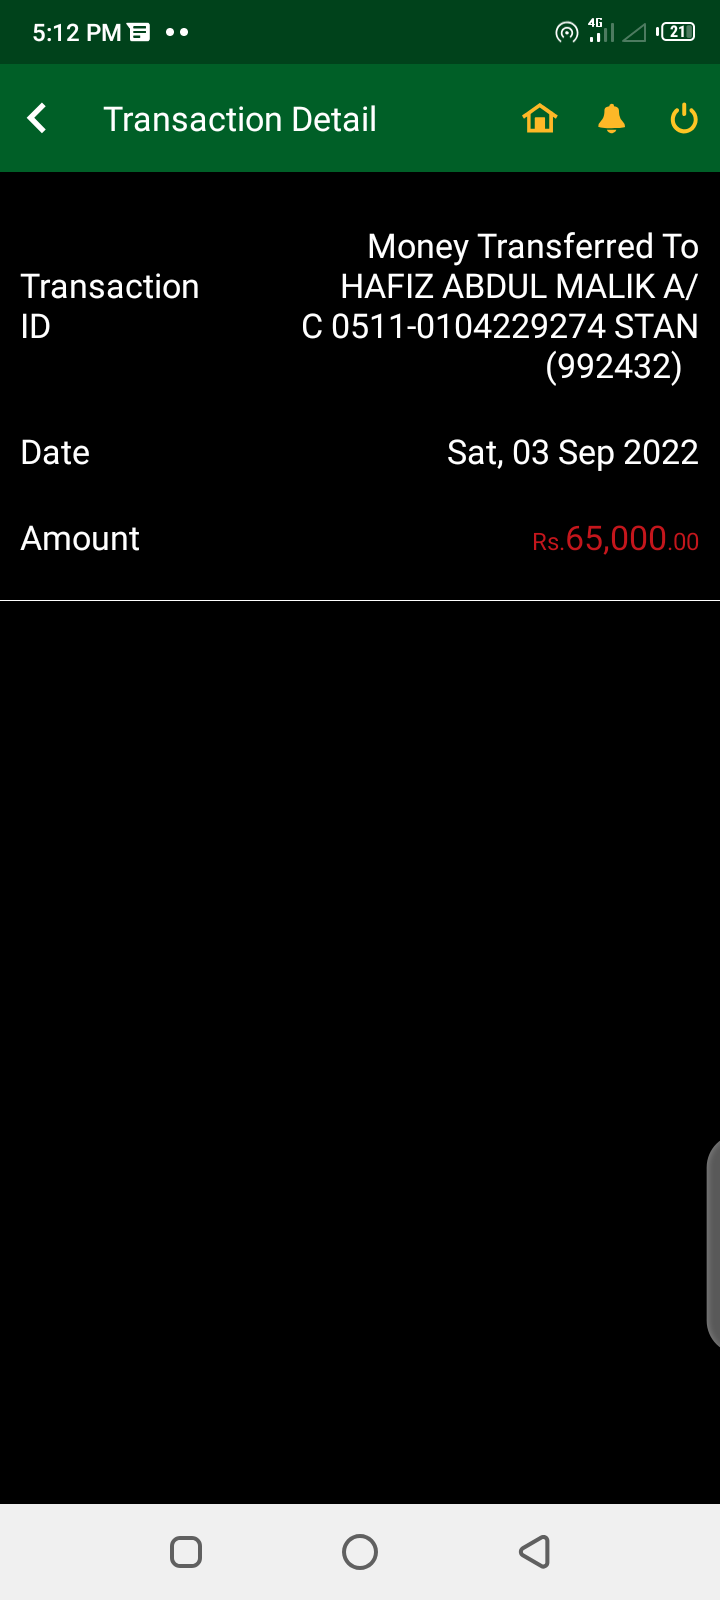 5:12 PM
4G
21
Transaction Detail
Transaction
ID
Money Transferred To
HAFIZ ABDUL MALIK A/
C 0511-0104229274 STAN
(992432)
Date
Sat, 03 Sep 2022
Amount
Rs.65,000.00